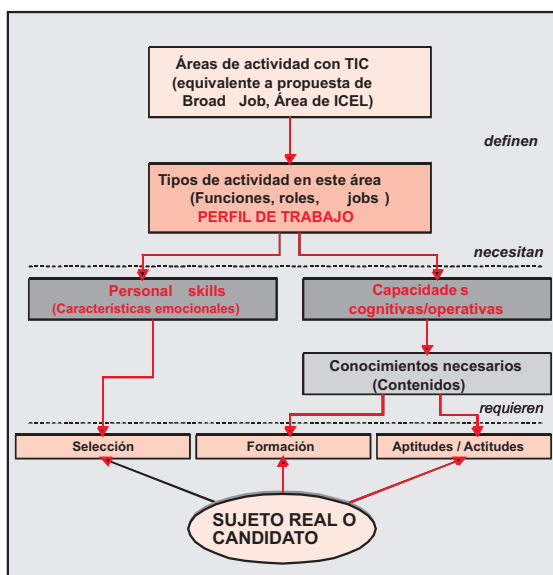 Áreas de actividad con TIC
(equivalente a propuesta de
Broad Job, Área de ICEL)
definen
Tipos de actividad en este área
(Funciones, roles, jobs )
PERFIL DE TRABAJO
necesitan
Personal skills
(Características emocionales)
Capacidade s
cognitivas/operativas
Conocimientos necesarios
(Contenidos)
requieren
Selección
Formación
Aptitudes / Actitudes
SUJETO REAL O
CANDIDATO